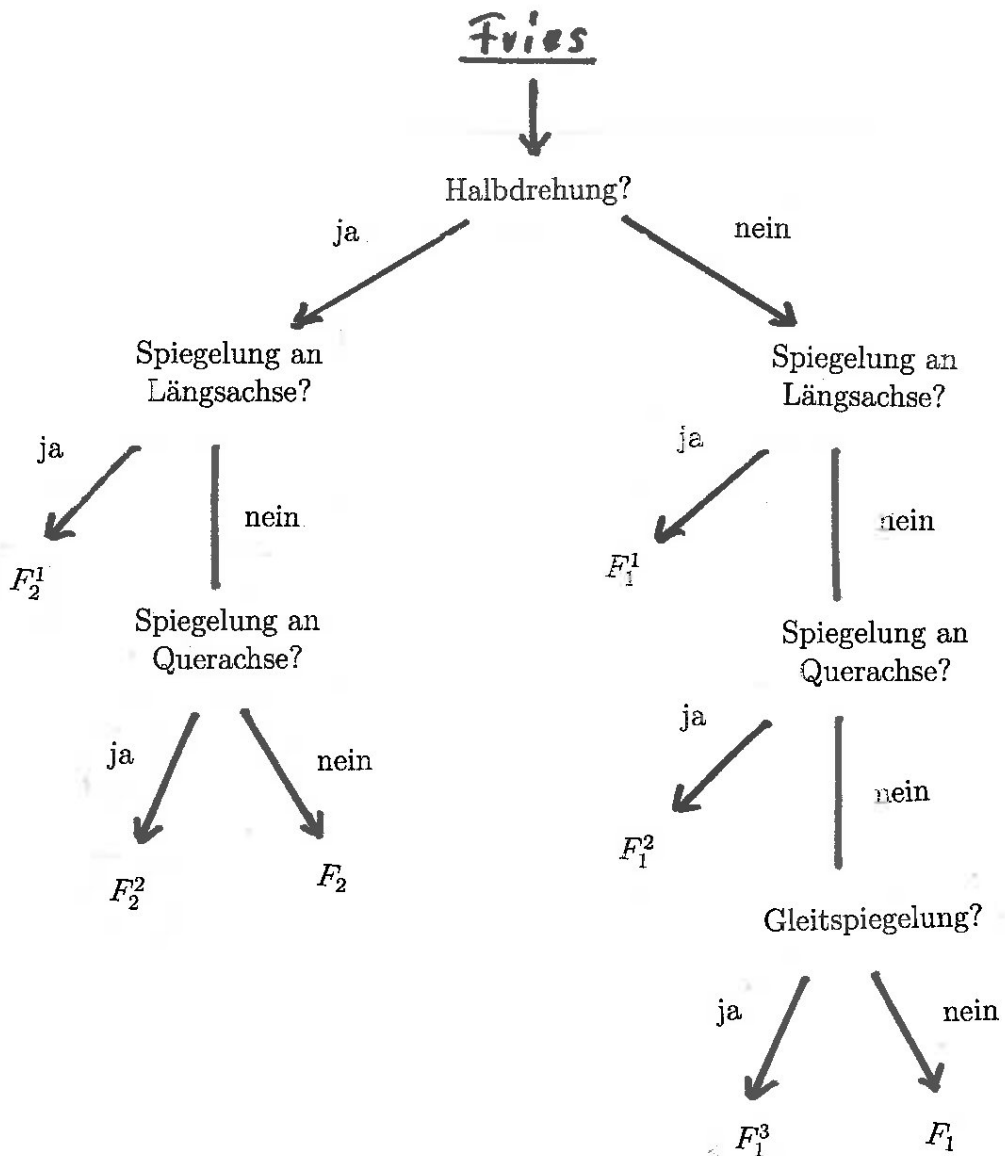 Fries
Halbdrehung?
ja
nein
Spiegelung an
Längsachse?
Spiegelung an
Längsachse?
ja
nein
ja
nein
F_2^1
F_1^1
Spiegelung an
Querachse?
Spiegelung an
Querachse?
ja
nein
ja
nein
F_2^2
F_2
F_1^2
Gleitspiegelung?
ja
nein
F_1^3
F_1